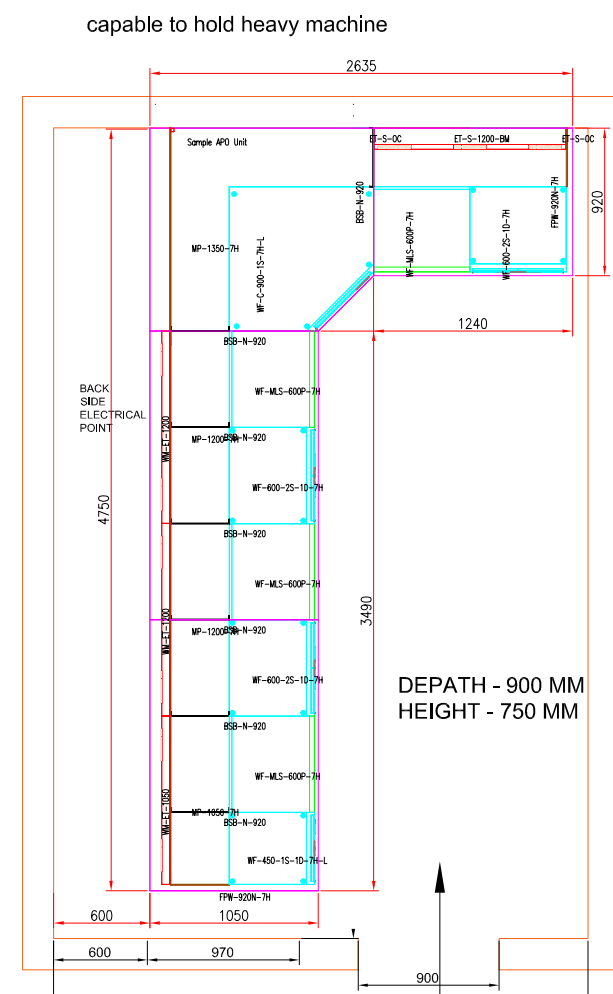 capable to hold heavy machine
2635
Sample APO Unit
ET-S-OC
ET-S-1200-BM
ET-S-OC
920
BSB-N-920
FPW-920N-7H
MP-1350-7H
WF-C-900-1S-7H-L
WF-MLS-600P-7H
WF-600-2S-1D-7H
1240
BSB-N-920
BACK
SIDE
ELECTRICAL
POINT
WF-MLS-600P-7H
WM-ET-1200
MP-1200-7H
BSB-N-920
4750
WF-600-2S-1D-7H
BSB-N-920
WF-MLS-600P-7H
3490
WM-ET-1200
MP-1200-7H
BSB-N-920
WF-600-2S-1D-7H
DEPATH - 900 MM
HEIGHT - 750 MM
BSB-N-920
WF-MLS-600P-7H
WM-ET-1050
MP-1050-7H
BSB-N-920
WF-450-1S-1D-7H-L
FPW-920N-7H
600
1050
600
970
900